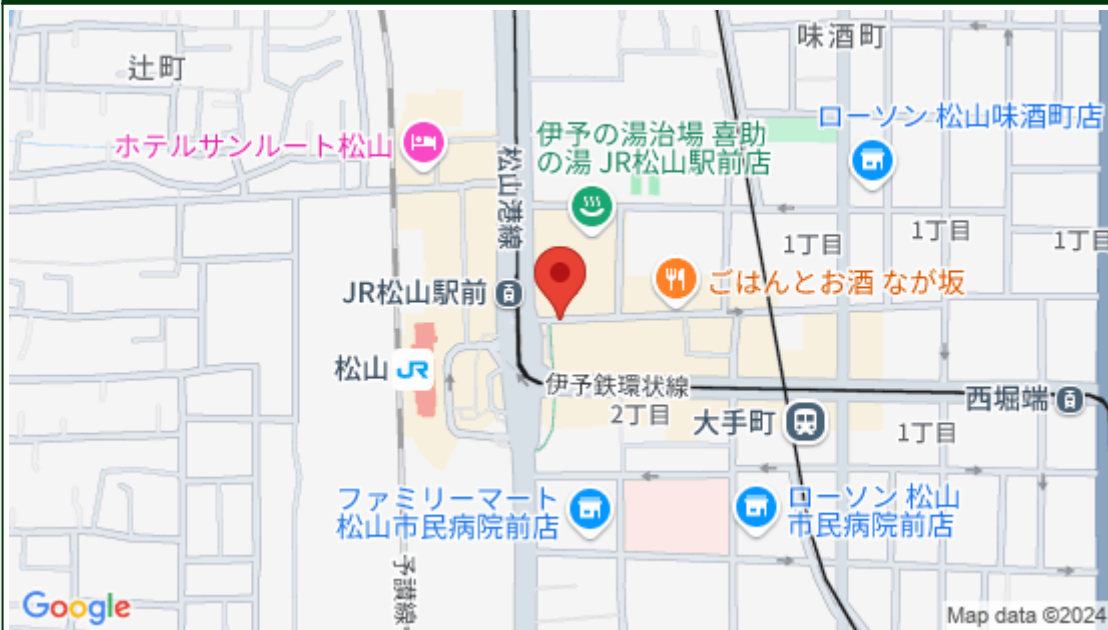 味酒町
辻町
ローソン 松山味酒町店
伊予の湯治場 喜助
の湯 JR松山駅前店
ホテルサンルート松山
松山港線
1丁目
1丁目
1丁目
ごはんとお酒 なが坂
JR松山駅前
松山
JR
伊予鉄環状線
西堀端
2丁目
大手町
1丁目
ファミリーマート
松山市民病院前店
ローソン 松山
市民病院前店
予讃線
Google
Map data ©2024